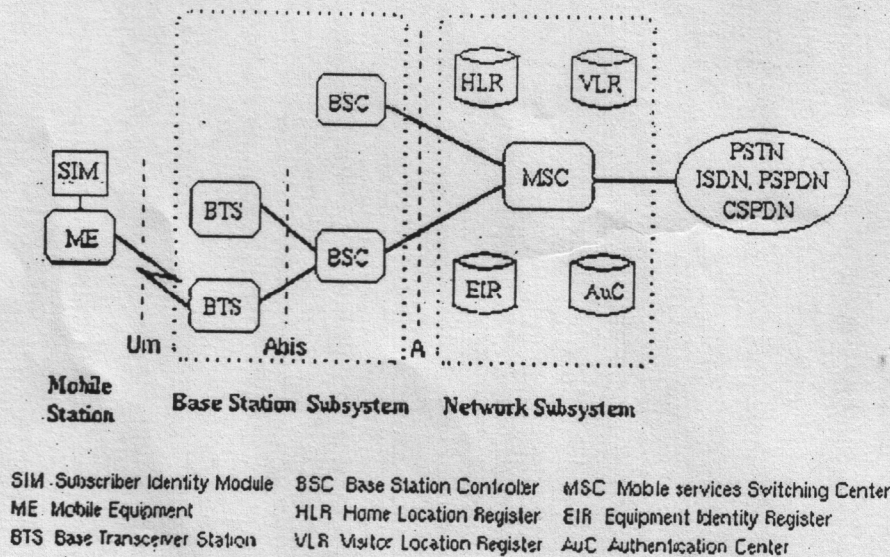 HLR
VLR
BSC
PSTN
ISDN, PSPDN
CSPDN
SIM
MSC
BTS
ME
BSC
BTS
EIR
AuC
Um
Abis
A
Mobile
Station
Base Station Subsystem
Network Subsystem
SIM Subscriber Identity Module
BSC Base Station Controller
MSC Mobile services Switching Center
ME Mobile Equipment
HLR Home Location Register
EIR Equipment Identity Register
BTS Base Transceiver Station
VLR Visitor Location Register
AuC Authentication Center